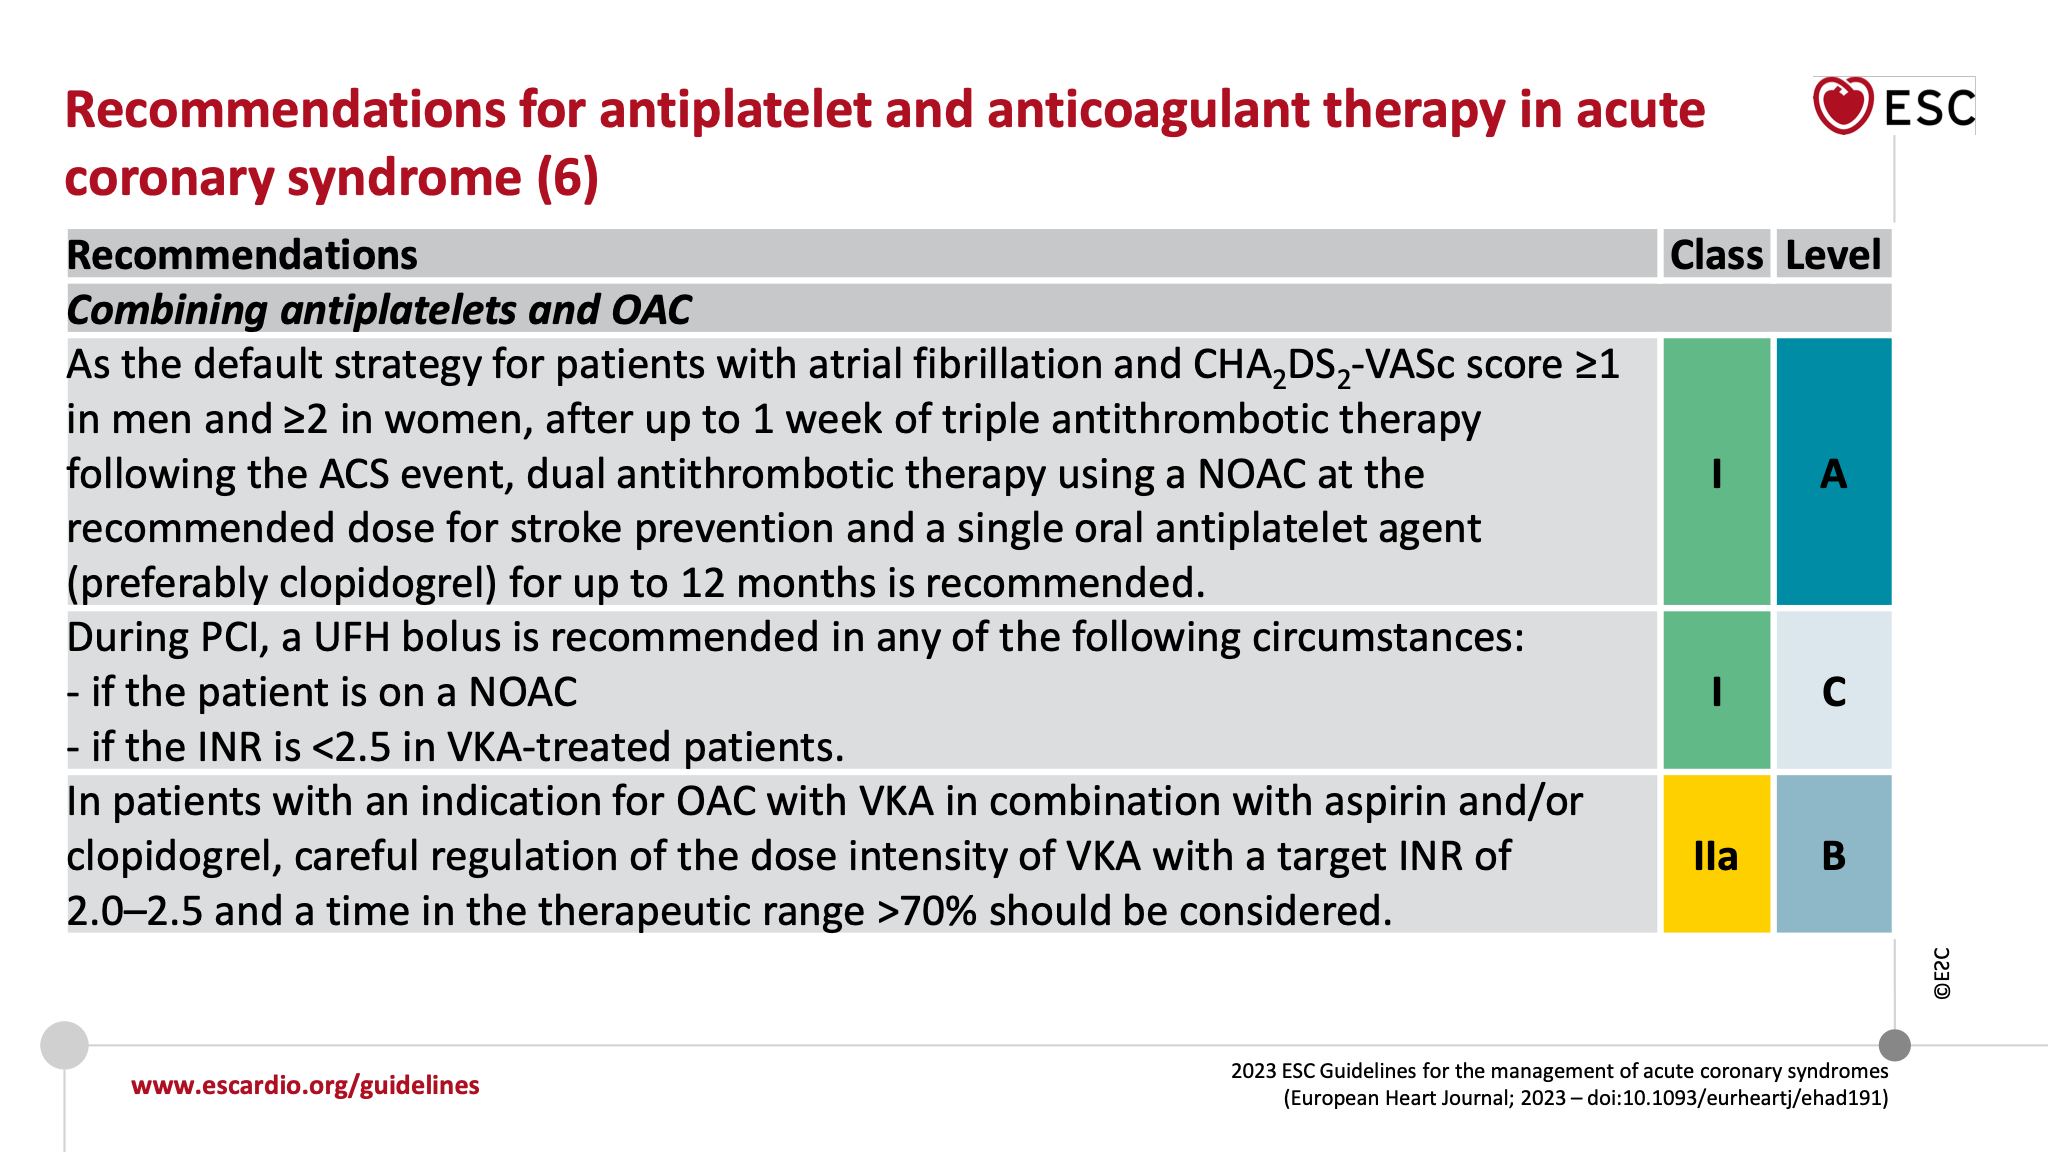 Recommendations for antiplatelet and anticoagulant therapy in acute
coronary syndrome (6)
ESC
Recommendations Class Level
Combining antiplatelets and OAC
As the default strategy for patients with atrial fibrillation and CHA₂DS₂-VASc score ≥1
in men and ≥2 in women, after up to 1 week of triple antithrombotic therapy
following the ACS event, dual antithrombotic therapy using a NOAC at the
recommended dose for stroke prevention and a single oral antiplatelet agent
(preferably clopidogrel) for up to 12 months is recommended.
I A
During PCI, a UFH bolus is recommended in any of the following circumstances:
- if the patient is on a NOAC
- if the INR is <2.5 in VKA-treated patients.
I C
In patients with an indication for OAC with VKA in combination with aspirin and/or
clopidogrel, careful regulation of the dose intensity of VKA with a target INR of
2.0–2.5 and a time in the therapeutic range >70% should be considered.
IIa B
©ESC
www.escardio.org/guidelines
2023 ESC Guidelines for the management of acute coronary syndromes
(European Heart Journal; 2023 – doi:10.1093/eurheartj/ehad191)